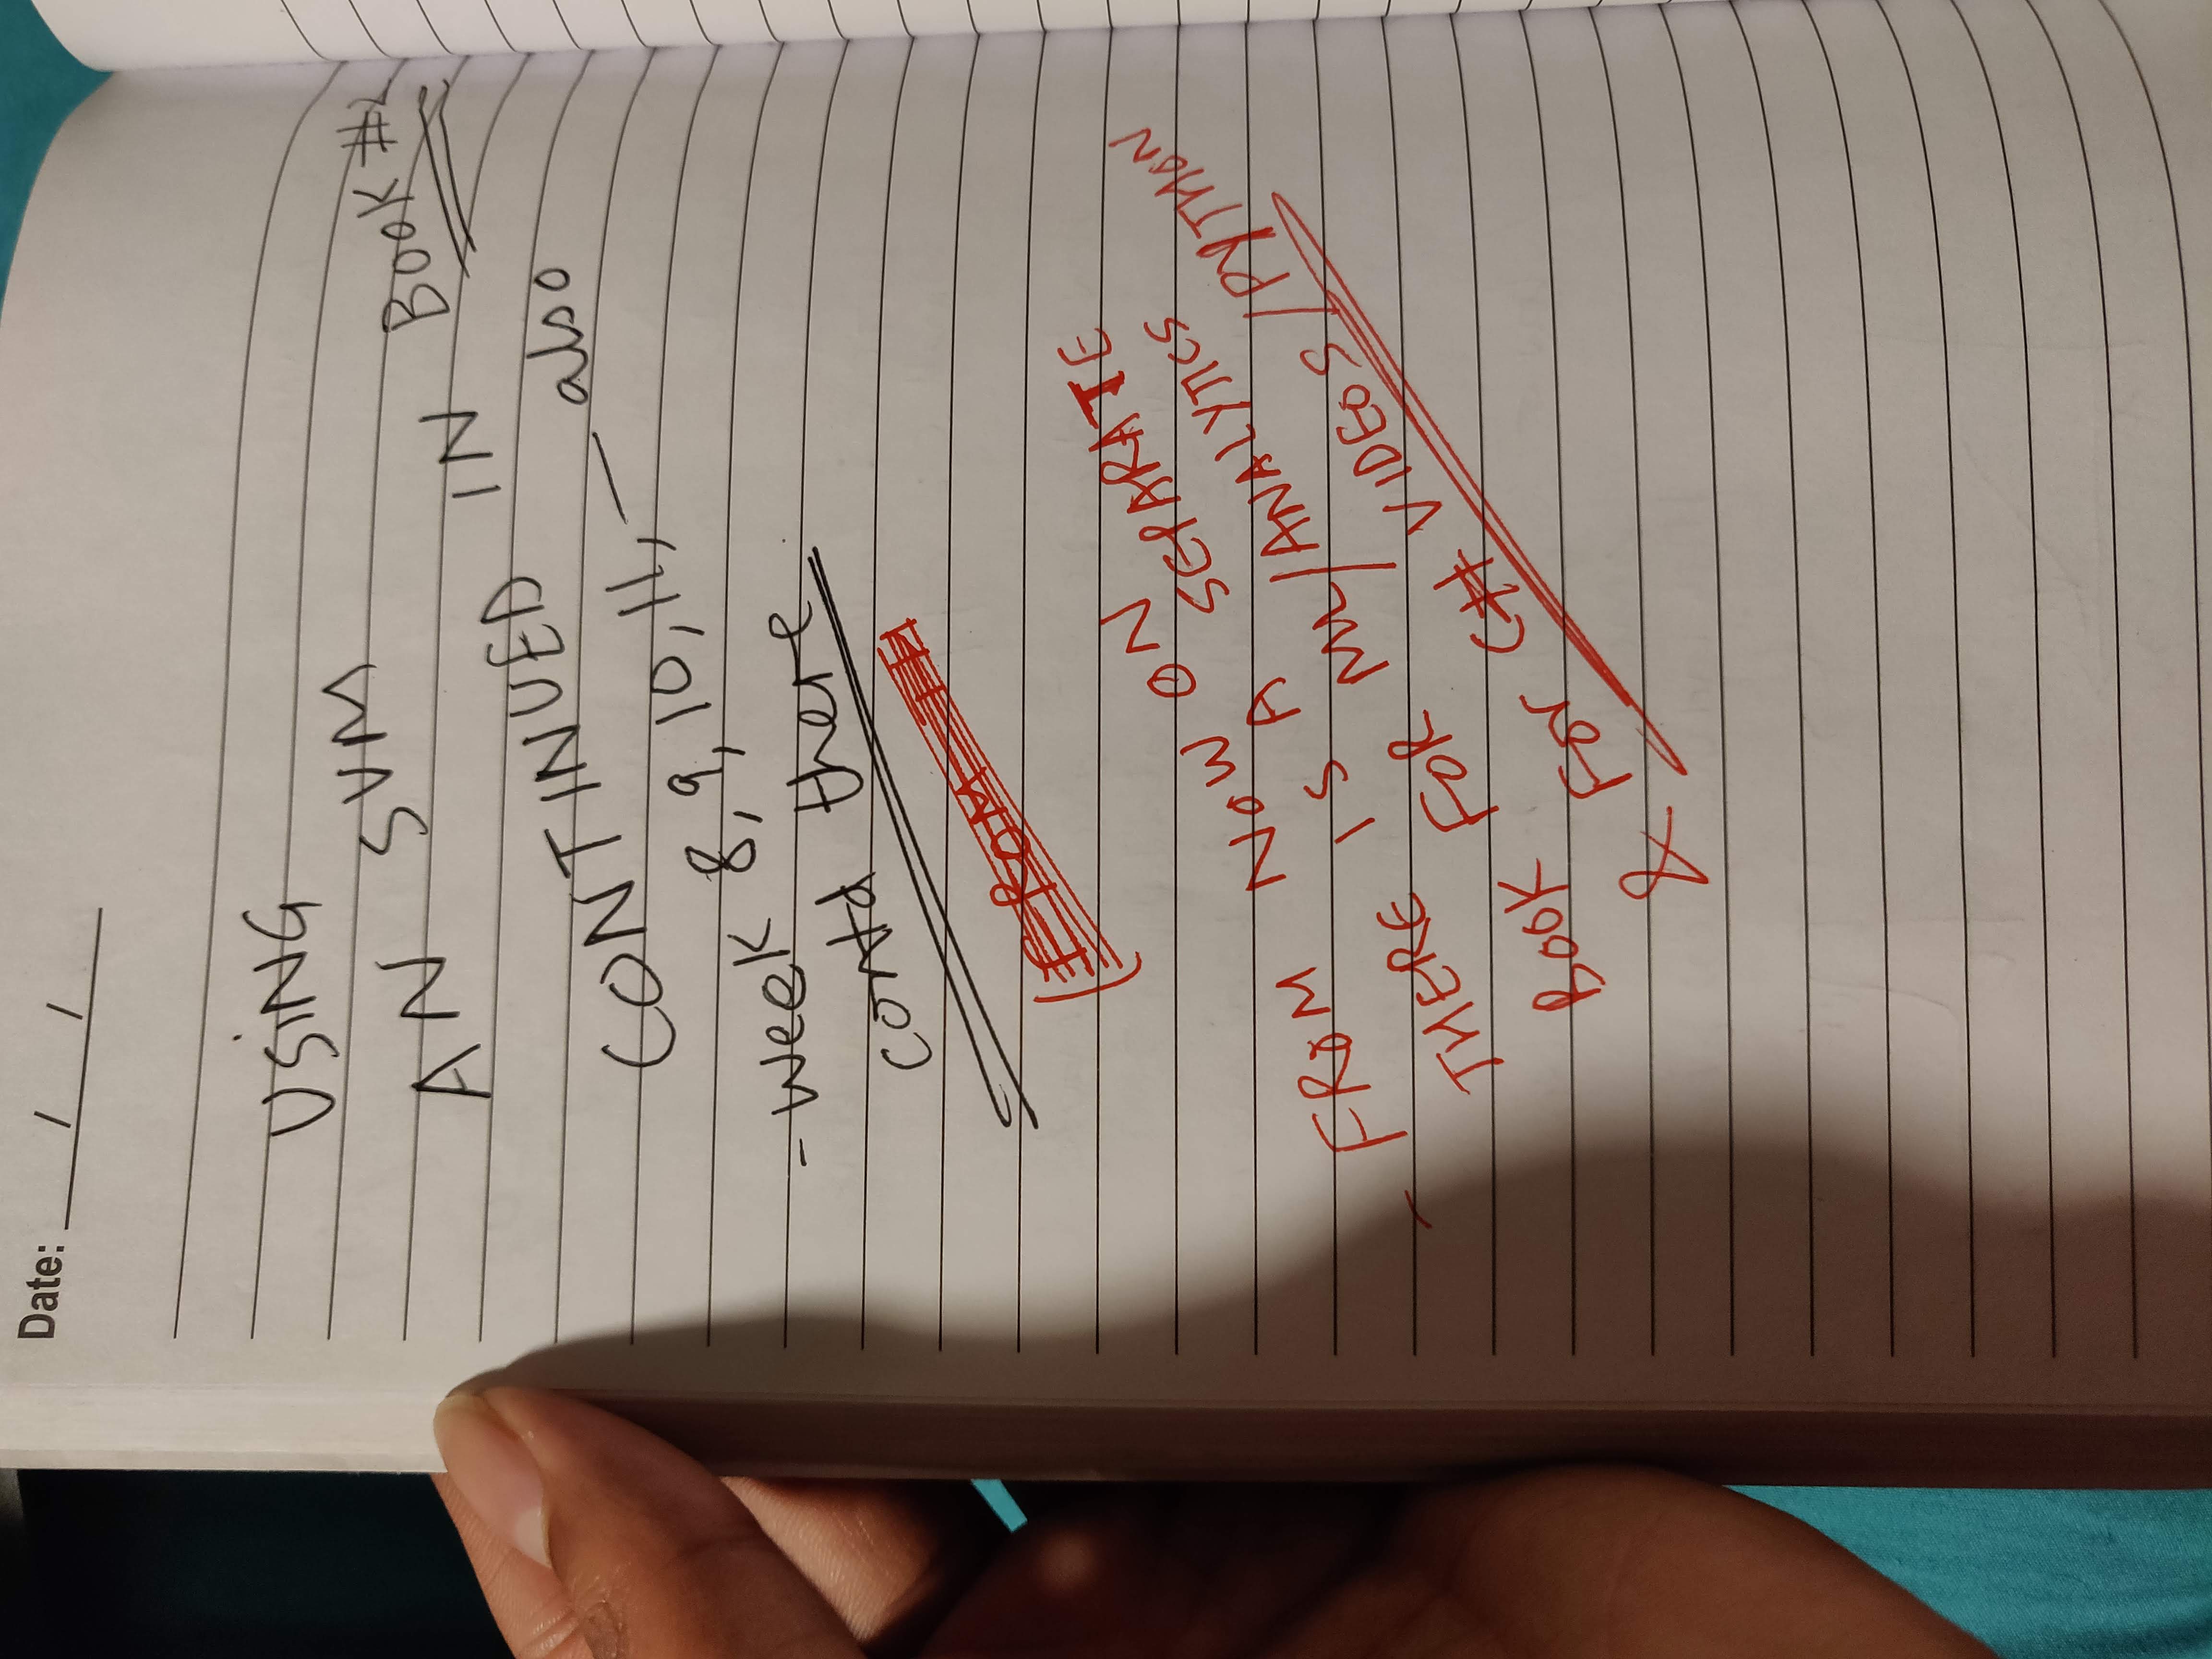 Date: / /
USiNG
AN SVM
CONTINUED IN BOOK #2
- Week 8, 9, 10, 11, — also
contd there
(FROM
- FROM NOW ON
THERE IS A SEPARATE
BOOK FOR ML/ANALYTICS
& For C# VIDEOS/PYTHON